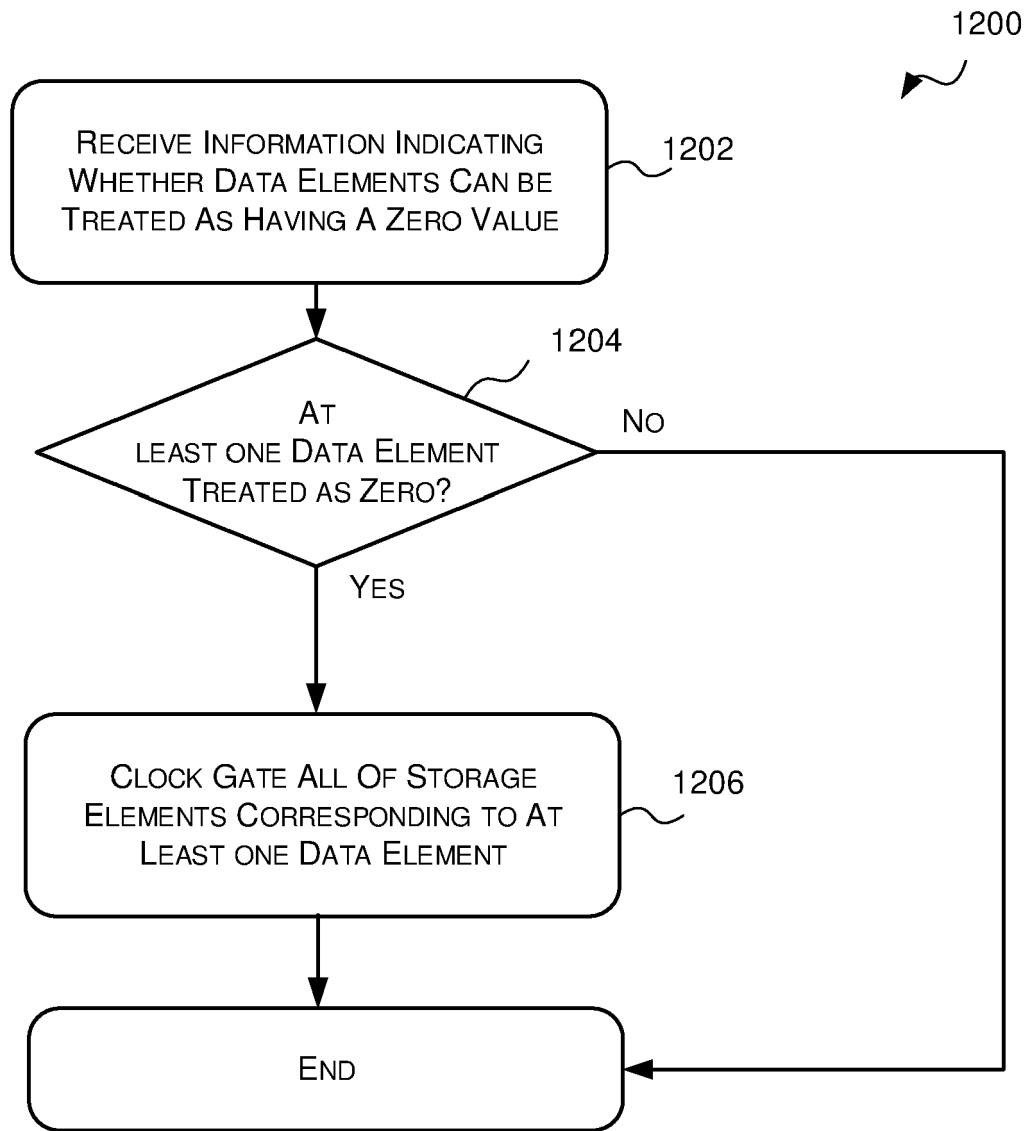 1200
RECEIVE INFORMATION INDICATING
WHETHER DATA ELEMENTS CAN BE
TREATED AS HAVING A ZERO VALUE
1202
1204
AT
LEAST ONE DATA ELEMENT
TREATED AS ZERO?
NO
YES
CLOCK GATE ALL OF STORAGE
ELEMENTS CORRESPONDING TO AT
LEAST ONE DATA ELEMENT
1206
END